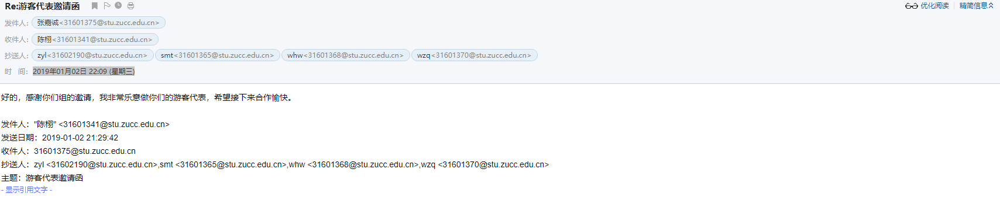 Re:游客代表邀请函
优化阅读 | 精简信息
发件人： 张嘉诚<31601375@stu.zucc.edu.cn>
收件人： 陈栩<31601341@stu.zucc.edu.cn>
抄送人： zyl<31602190@stu.zucc.edu.cn> smt<31601365@stu.zucc.edu.cn> whw<31601368@stu.zucc.edu.cn> wzq<31601370@stu.zucc.edu.cn>
时 间： 2019年01月02日 22:09 (星期三)
好的，感谢你们组的邀请，我非常乐意做你们的游客代表，希望接下来合作愉快。
发件人："陈栩" <31601341@stu.zucc.edu.cn>
发送日期：2019-01-02 21:29:42
收件人：31601375@stu.zucc.edu.cn
抄送人：zyl <31602190@stu.zucc.edu.cn>,smt <31601365@stu.zucc.edu.cn>,whw <31601368@stu.zucc.edu.cn>,wzq <31601370@stu.zucc.edu.cn>
主题：游客代表邀请函
- 显示引用文字 -